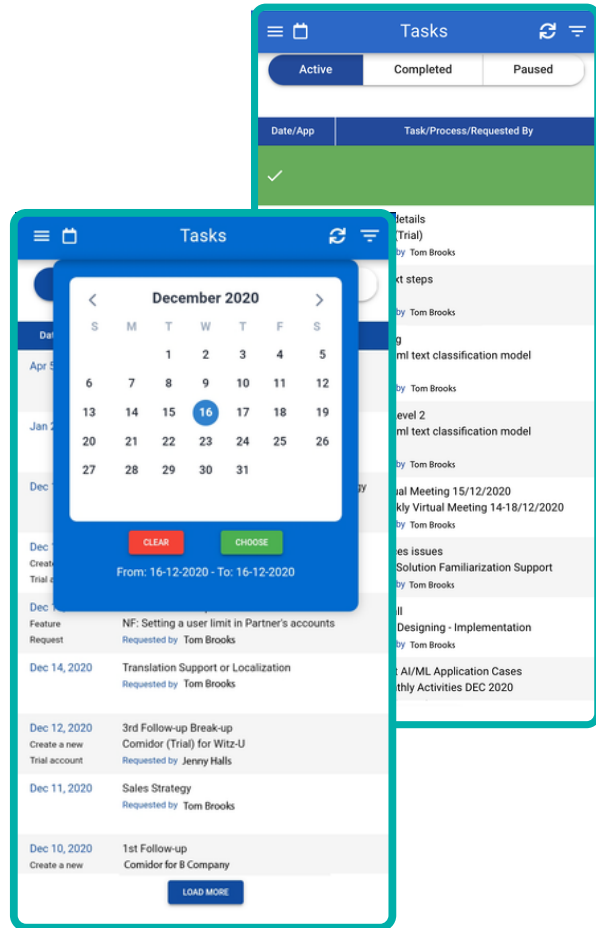 Tasks
Active Completed Paused
Date/App Task/Process/Requested By
details
(Trial)
by Tom Brooks
xt steps
by Tom Brooks
ml text classification model
by Tom Brooks
evel 2
ml text classification model
by Tom Brooks
ual Meeting 15/12/2020
kly Virtual Meeting 14-18/12/2020
by Tom Brooks
es issues
Solution Familiarization Support
by Tom Brooks
Designing - Implementation
by Tom Brooks
AI/ML Application Cases
thly Activities DEC 2020
Tasks
December 2020
S M T W T F S
1 2 3 4 5
6 7 8 9 10 11 12
13 14 15 16 17 18 19
20 21 22 23 24 25 26
27 28 29 30 31
CLEAR CHOOSE
From: 16-12-2020 - To: 16-12-2020
Dat
Apr 5
Jan 2
Dec
Dec
Creat
Trial a
Dec
Feature NF: Setting a user limit in Partner's accounts
Request Requested by Tom Brooks
Dec 14, 2020 Translation Support or Localization
Requested by Tom Brooks
Dec 12, 2020 3rd Follow-up Break-up
Create a new Comidor (Trial) for Witz-U
Trial account Requested by Jenny Halls
Dec 11, 2020 Sales Strategy
Requested by Tom Brooks
Dec 10, 2020 1st Follow-up
Create a new Comidor for B Company
LOAD MORE